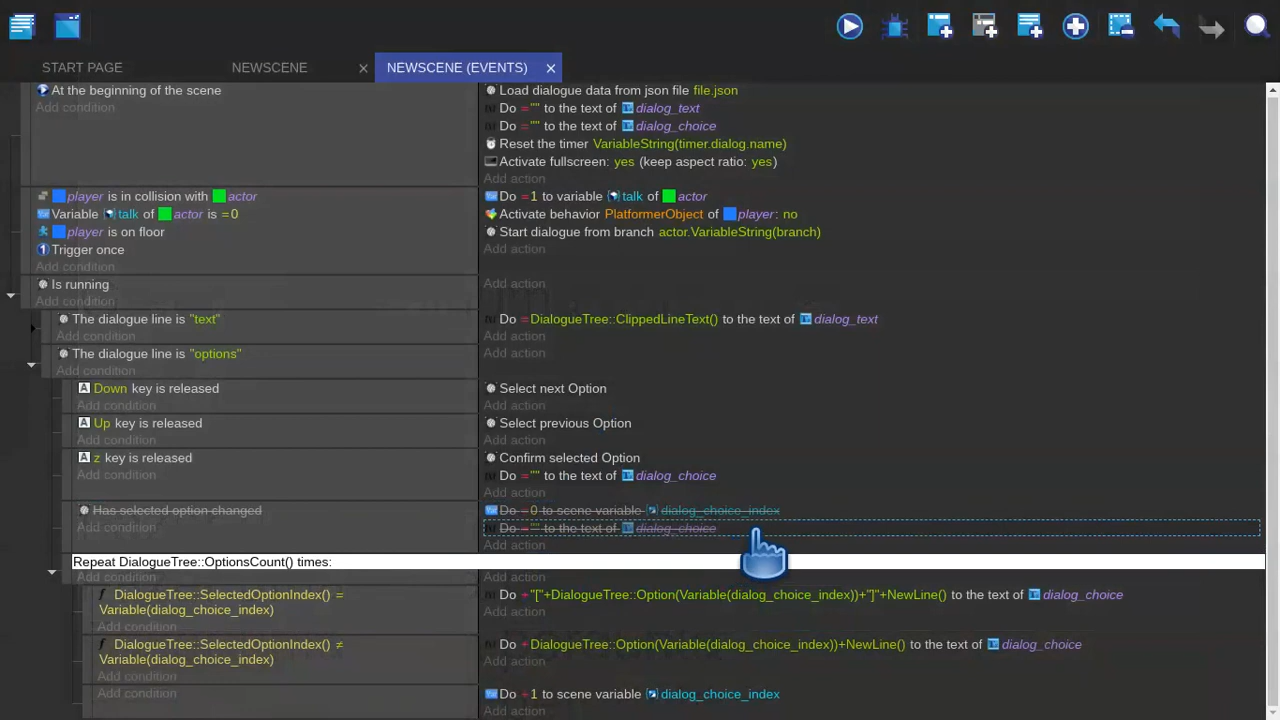 START PAGE
NEWSCENE
NEWSCENE (EVENTS)
At the beginning of the scene
Add condition
Load dialogue data from json file file.json
Do ="" to the text of dialog_text
Do ="" to the text of dialog_choice
Reset the timer VariableString(timer.dialog.name)
Activate fullscreen: yes (keep aspect ratio: yes)
Add action
player is in collision with actor
Variable talk of actor is =0
player is on floor
Trigger once
Add condition
Do =1 to variable talk of actor
Activate behavior PlatformerObject of player: no
Start dialogue from branch actor.VariableString(branch)
Add action
Is running
Add condition
Add action
The dialogue line is "text"
Add condition
Do =DialogueTree::ClippedLineText() to the text of dialog_text
Add action
The dialogue line is "options"
Add condition
Add action
Down key is released
Add condition
Select next Option
Add action
Up key is released
Add condition
Select previous Option
Add action
z key is released
Add condition
Confirm selected Option
Do ="" to the text of dialog_choice
Add action
Has selected option changed
Add condition
Do =0 to scene variable dialog_choice_index
Do ="" to the text of dialog_choice
Add action
Repeat DialogueTree::OptionsCount() times:
Add condition
Add action
DialogueTree::SelectedOptionIndex() =
Variable(dialog_choice_index)
Add condition
Do +"["+DialogueTree::Option(Variable(dialog_choice_index))+"]"+NewLine() to the text of dialog_choice
Add action
DialogueTree::SelectedOptionIndex() ≠
Variable(dialog_choice_index)
Add condition
Do +DialogueTree::Option(Variable(dialog_choice_index))+NewLine() to the text of dialog_choice
Add action
Add condition
Do +1 to scene variable dialog_choice_index
Add action